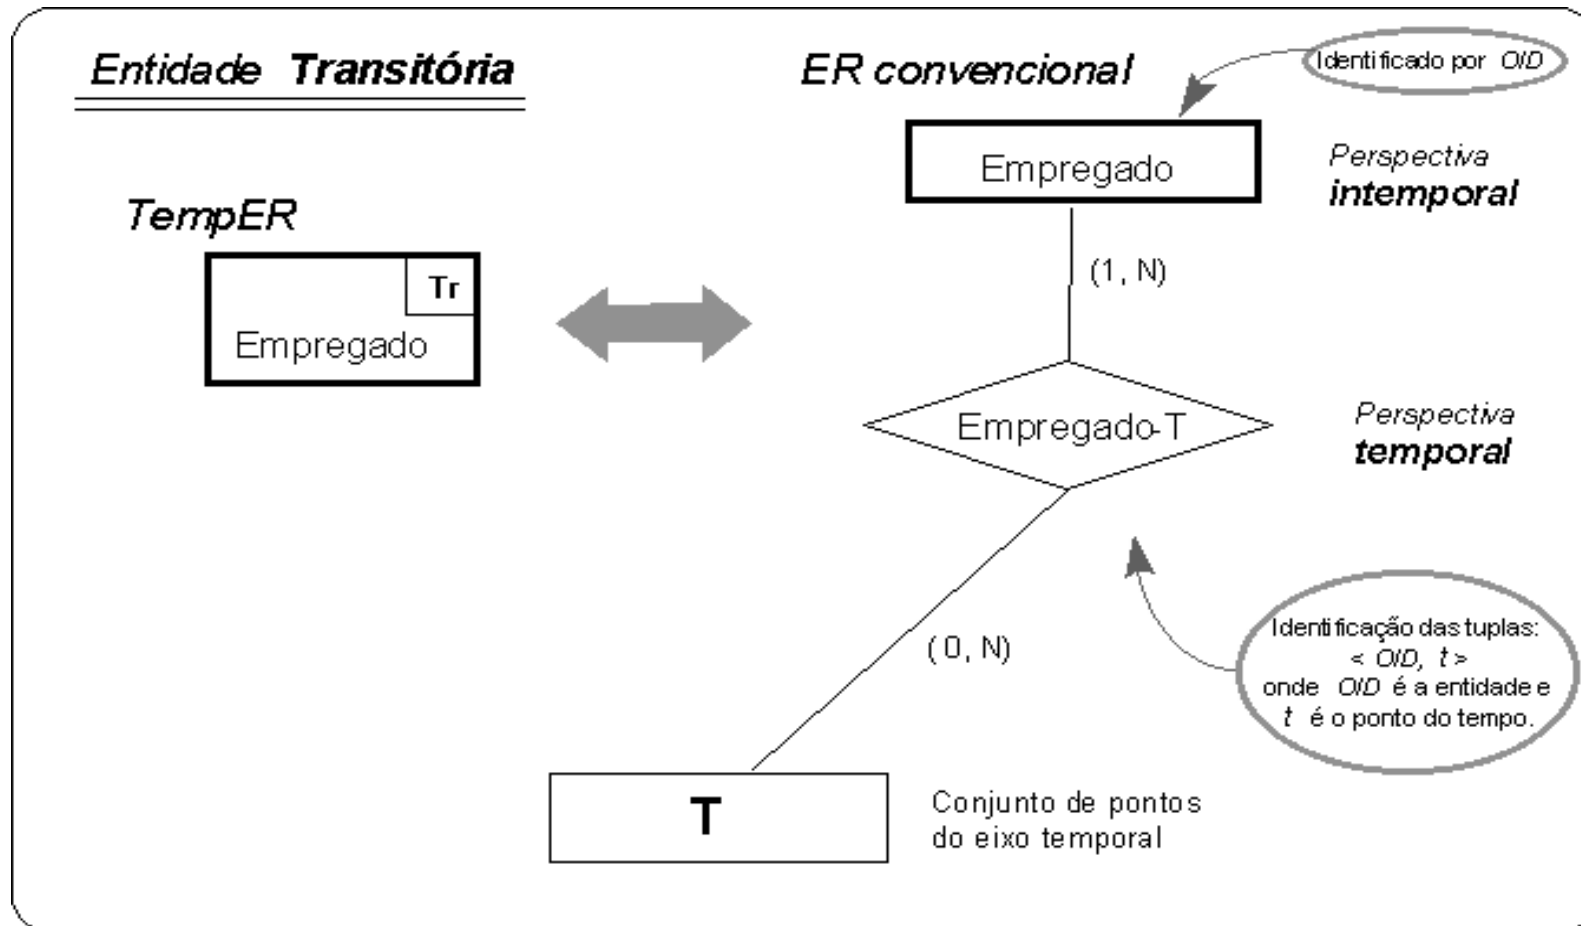 Entidade Transitória
ER convencional
Identificado por OID
Empregado
Perspectiva
intemporal
TempER
Tr
Empregado
(1, N)
Empregado-T
Perspectiva
temporal
(0, N)
Identificação das tuplas:
< OID, t >
onde OID é a entidade e
t é o ponto do tempo.
T
Conjunto de pontos
do eixo temporal